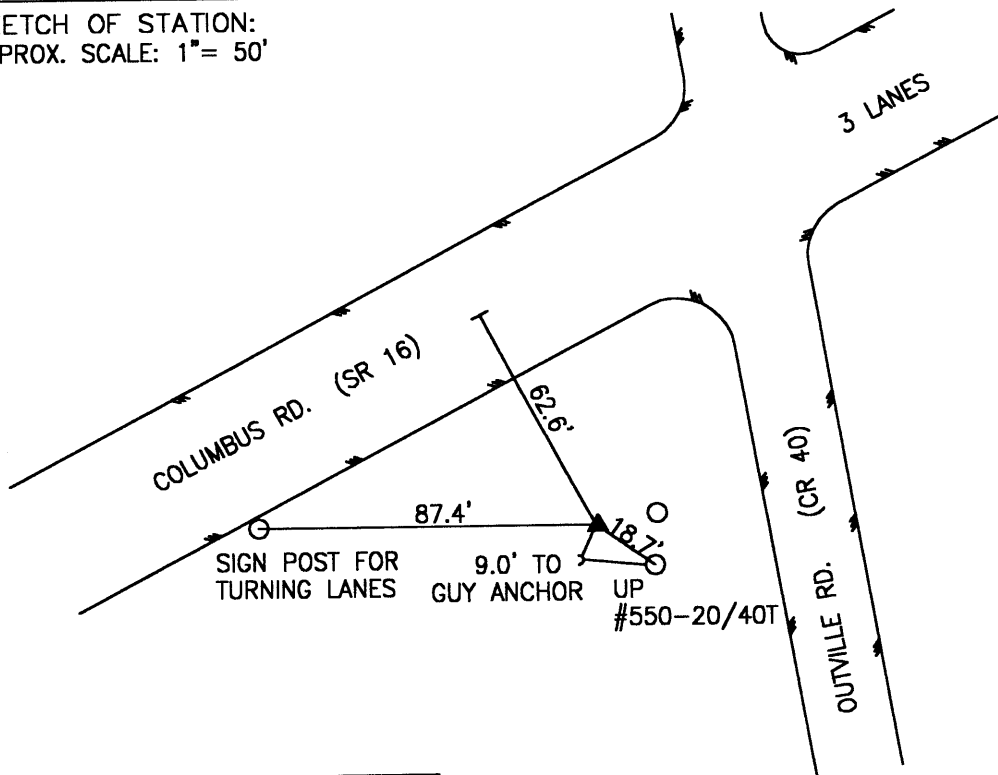 ETCH OF STATION:
PROX. SCALE: 1"= 50'
3 LANES
COLUMBUS RD. (SR 16)
62.6'
87.4'
18.7'
SIGN POST FOR
TURNING LANES
9.0' TO
GUY ANCHOR
UP
#550-20/40T
OUTVILLE RD. (CR 40)